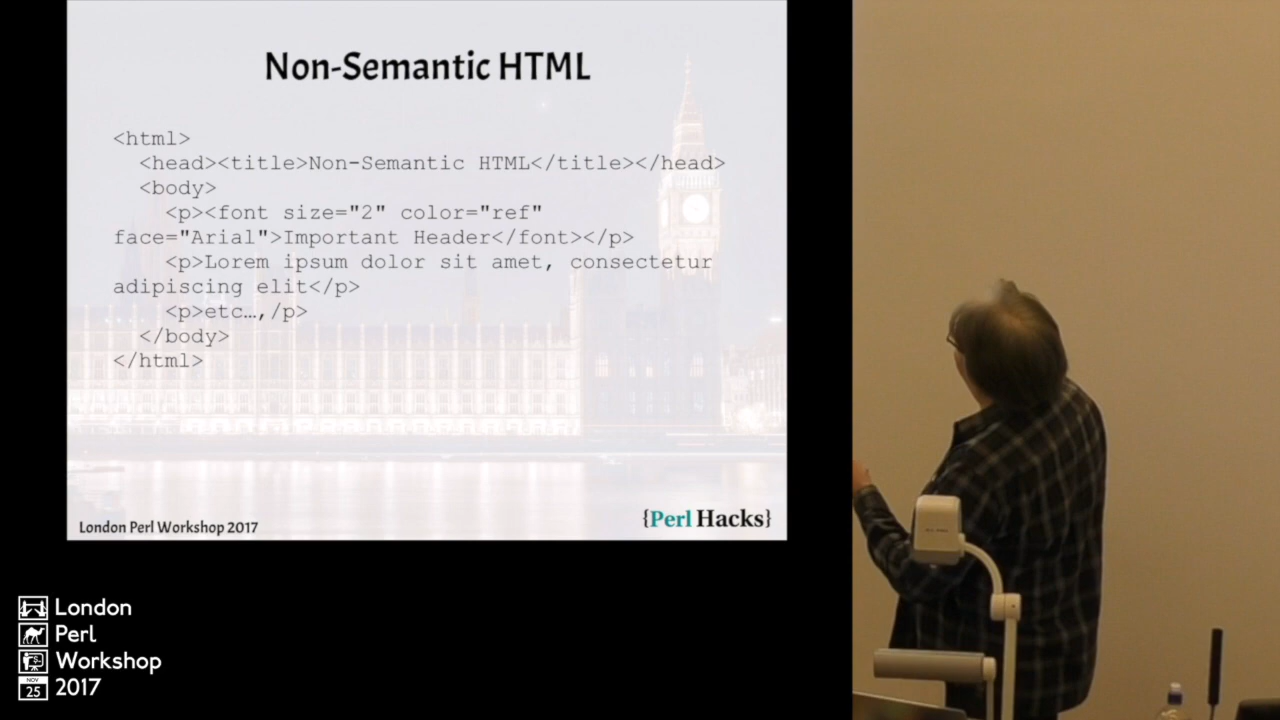 Non-Semantic HTML
<html>
<head><title>Non-Semantic HTML</title></head>
<body>
<p><font size="2" color="ref"
face="Arial">Important Header</font></p>
<p>Lorem ipsum dolor sit amet, consectetur
adipiscing elit</p>
<p>etc…,/p>
</body>
</html>
London Perl Workshop 2017
{Perl Hacks}
London
Perl
Workshop
NOV
25
2017